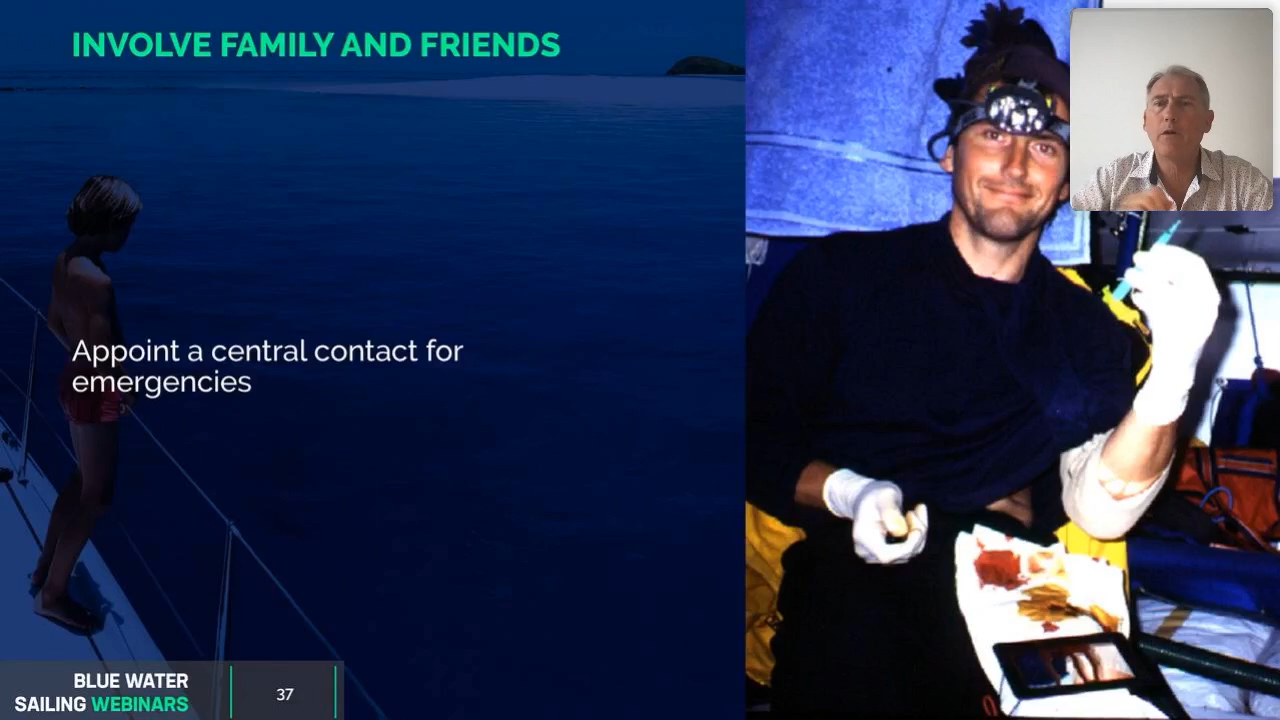 INVOLVE FAMILY AND FRIENDS
Appoint a central contact for
emergencies
BLUE WATER
SAILING WEBINARS
37